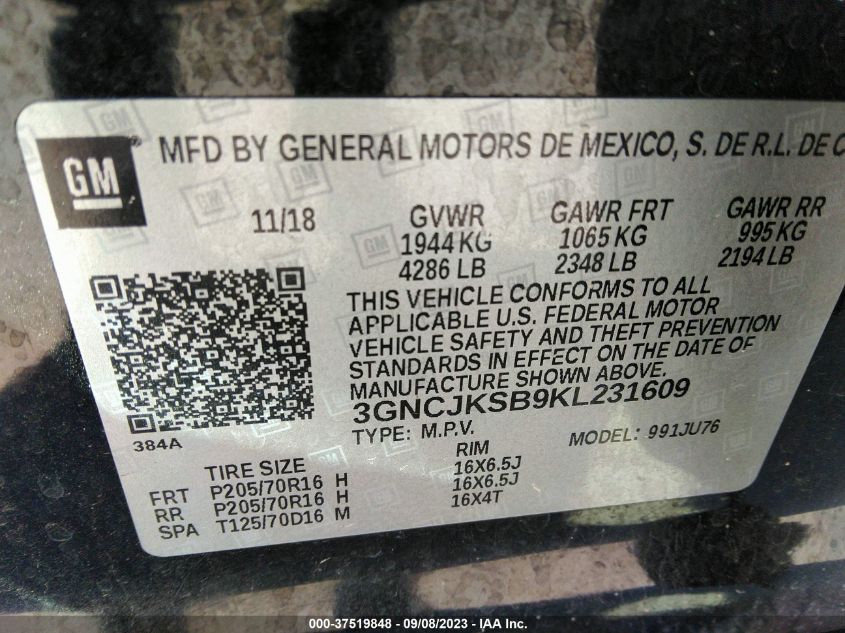 GM
MFD BY GENERAL MOTORS DE MEXICO, S. DE R.L. DE C
11/18 GVWR GAWR FRT GAWR RR
1944 KG 1065 KG 995 KG
4286 LB 2348 LB 2194 LB
THIS VEHICLE CONFORMS TO ALL
APPLICABLE U.S. FEDERAL MOTOR
VEHICLE SAFETY AND THEFT PREVENTION
STANDARDS IN EFFECT ON THE DATE OF
MANUFACTURE SHOWN ABOVE.
3GNCJKSB9KL231609
384A
TYPE: M.P.V. MODEL: 991JU76
TIRE SIZE RIM
FRT P205/70R16 H 16X6.5J
RR P205/70R16 H 16X6.5J
SPA T125/70D16 M 16X4T
000-37519848 - 09/08/2023 - IAA Inc.